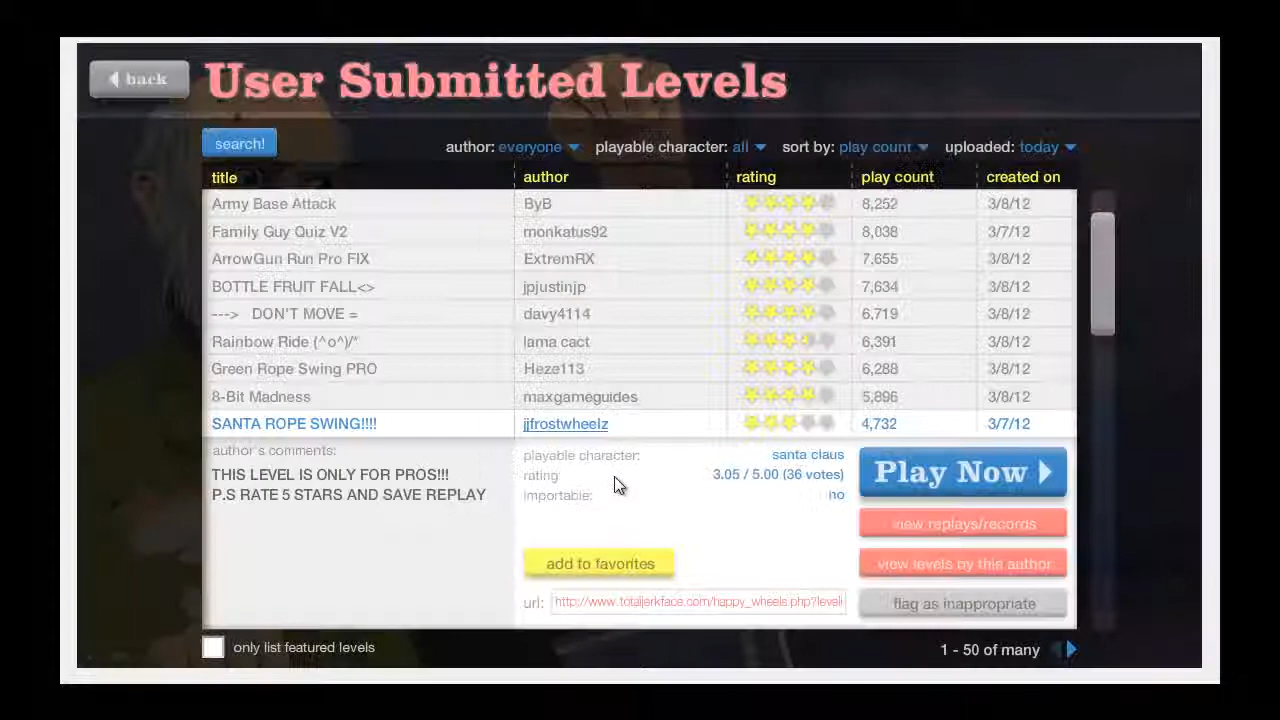 back
User Submitted Levels
search!
author: everyone playable character: all sort by: play count uploaded: today
title author rating play count created on
Army Base Attack ByB 8,252 3/8/12
Family Guy Quiz V2 monkatus92 8,038 3/7/12
ArrowGun Run Pro FIX ExtremRX 7,655 3/8/12
BOTTLE FRUIT FALL<> jpjustinjp 7,634 3/8/12
---> DON'T MOVE = davy4114 6,719 3/8/12
Rainbow Ride (^o^)/* lama cact 6,391 3/8/12
Green Rope Swing PRO Heze113 6,288 3/8/12
8-Bit Madness maxgameguides 5,896 3/8/12
SANTA ROPE SWING!!!! jjfrostwheelz 4,732 3/7/12
author's comments:
THIS LEVEL IS ONLY FOR PROS!!!
P.S RATE 5 STARS AND SAVE REPLAY
playable character: santa claus
rating: 3.05 / 5.00 (36 votes)
importable: no
add to favorites
url: http://www.totaljerkface.com/happy_wheels.php?leveli
Play Now
view replays/records
view levels by this author
flag as inappropriate
only list featured levels
1 - 50 of many